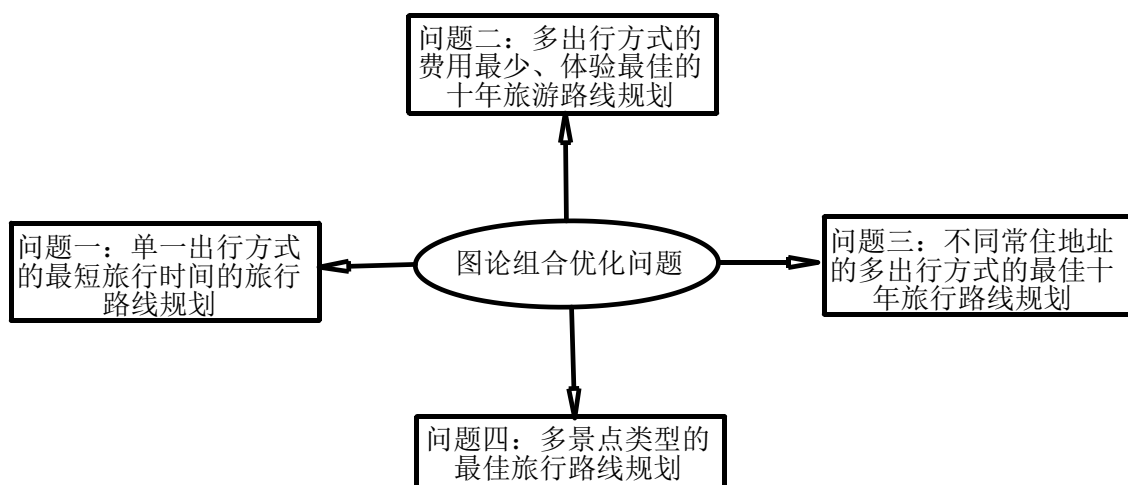 问题二：多出行方式的
费用最少、体验最佳的
十年旅游路线规划
问题一：单一出行方式
的最短旅行时间的旅行
路线规划
图论组合优化问题
问题三：不同常住地址
的多出行方式的最佳十
年旅行路线规划
问题四：多景点类型的
最佳旅行路线规划